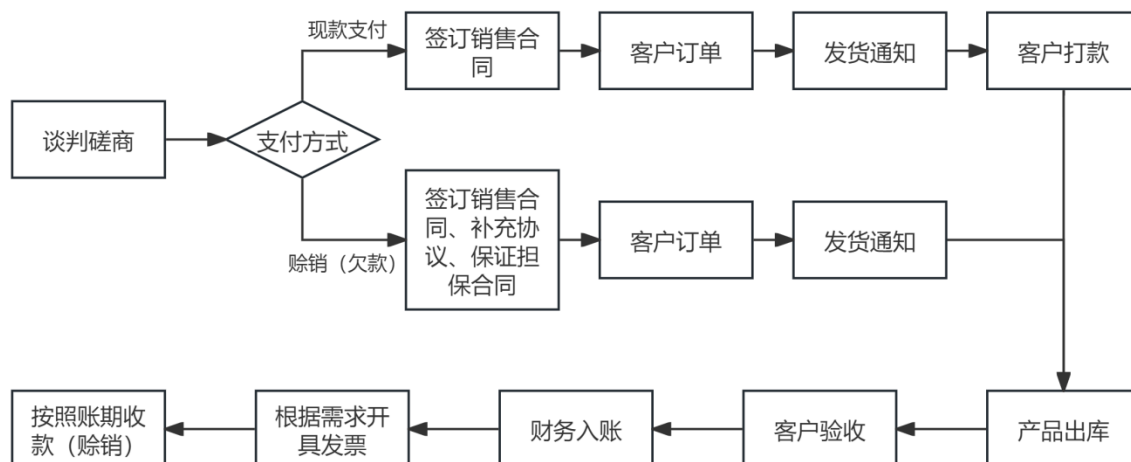 现款支付
签订销售合
同
客户订单
发货通知
客户打款
谈判磋商
支付方式
赊销（欠款）
签订销售合
同、补充协
议、保证担
保合同
客户订单
发货通知
按照账期收
款（赊销）
根据需求开
具发票
财务入账
客户验收
产品出库